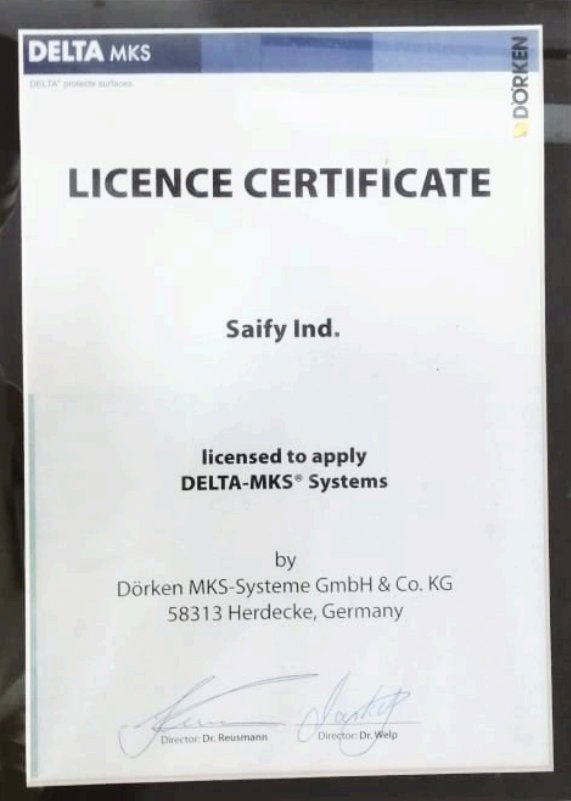 DELTA MKS
DELTA® protects surfaces.
DÖRKEN
LICENCE CERTIFICATE
Saify Ind.
licensed to apply
DELTA-MKS® Systems
by
Dörken MKS-Systeme GmbH & Co. KG
58313 Herdecke, Germany
Director: Dr. Reusmann
Director: Dr. Welp